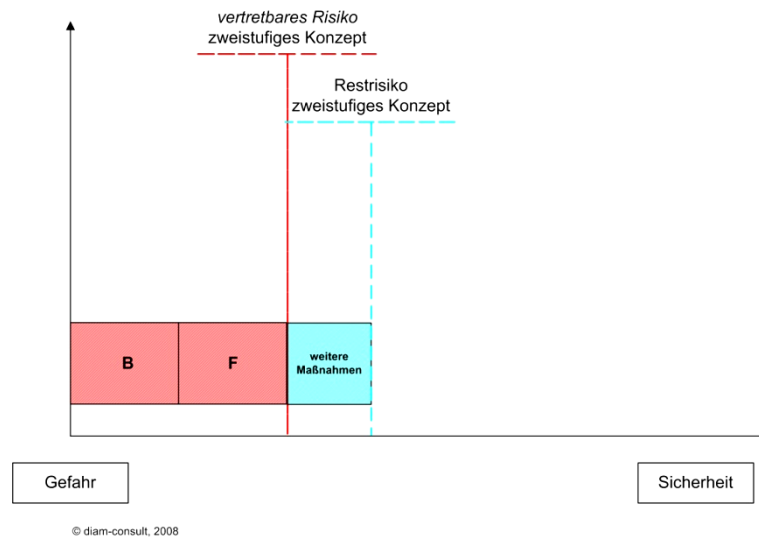 vertretbares Risiko
zweistufiges Konzept
Restrisiko
zweistufiges Konzept
B
F
weitere
Maßnahmen
Gefahr
Sicherheit
© diam-consult, 2008